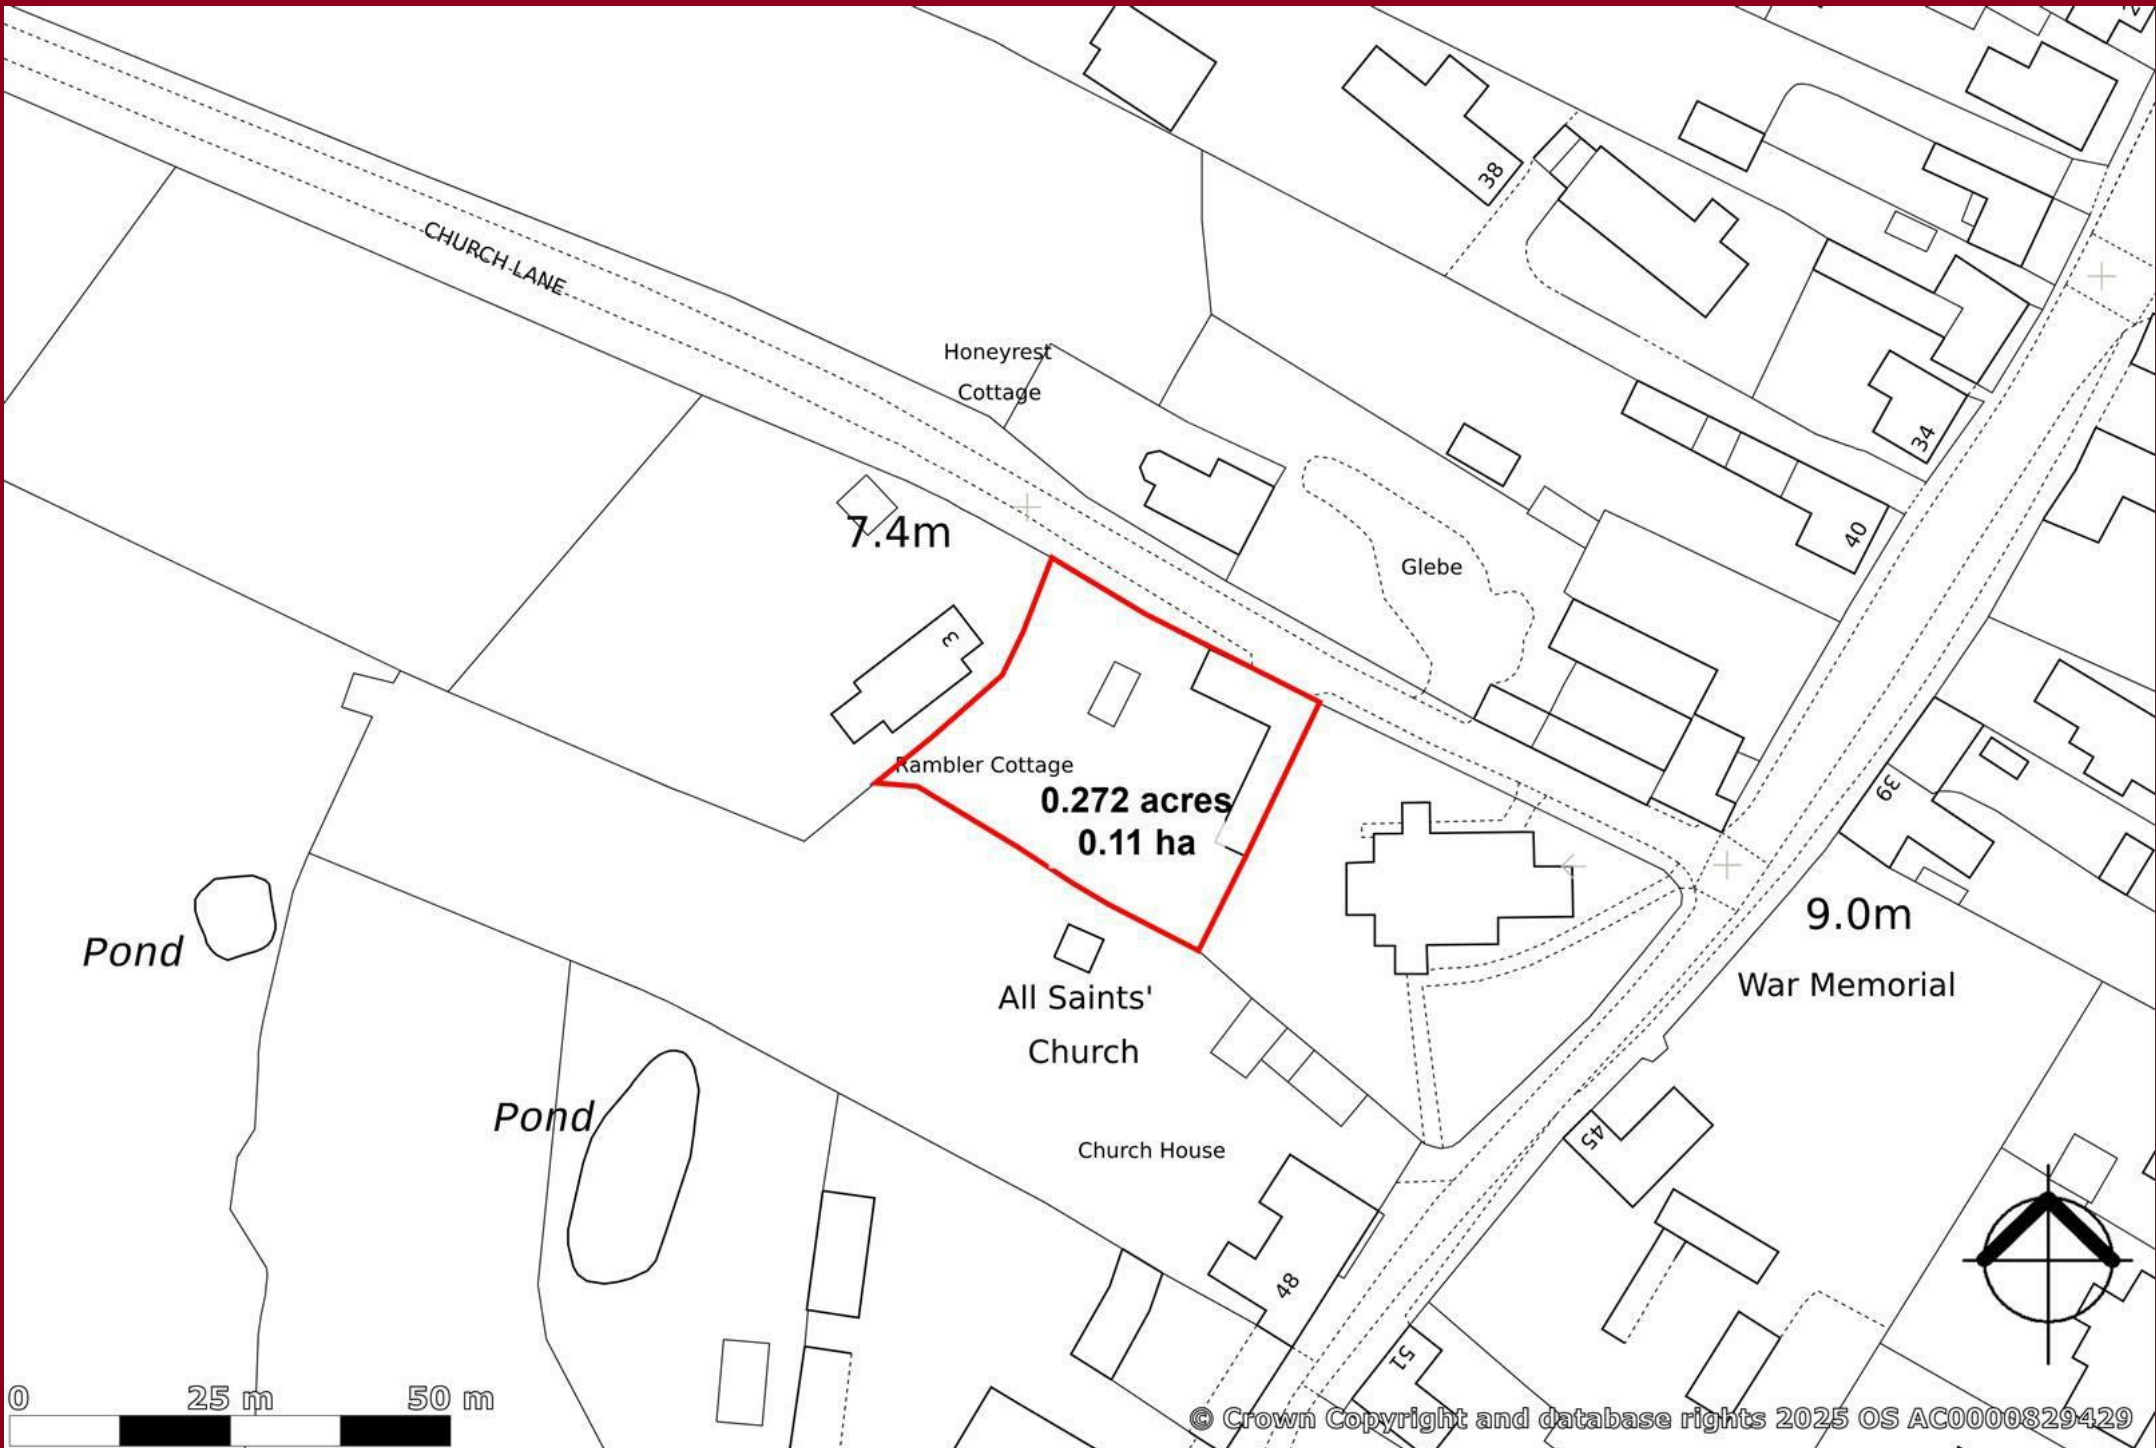 38
CHURCH LANE
Honeyrest
Cottage
34
7.4m
40
Glebe
3
Rambler Cottage
0.272 acres
0.11 ha
39
9.0m
Pond
War Memorial
All Saints'
Church
Pond
45
Church House
48
51
0 25 m 50 m
© Crown Copyright and database rights 2025 OS AC0000829429